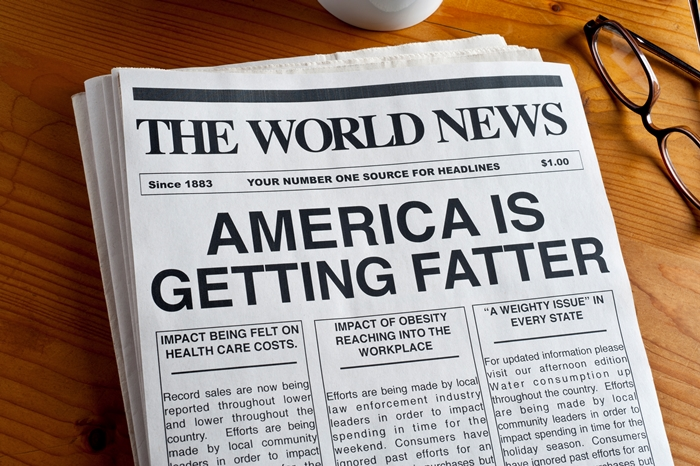 THE WORLD NEWS
Since 1883 YOUR NUMBER ONE SOURCE FOR HEADLINES $1.00
AMERICA IS
GETTING FATTER
IMPACT BEING FELT ON
HEALTH CARE COSTS.
Record sales are now being
reported throughout lower
and lower throughout the
country. Efforts are being
made by local community
leaders in order to impact
IMPACT OF OBESITY
REACHING INTO THE
WORKPLACE
Efforts are being made by local
law enforcement industry
leaders in order to impact
spending in time for the
weekend. Consumers have
ignored past efforts for an
"A WEIGHTY ISSUE" IN
EVERY STATE
For updated information please
visit our afternoon edition
Water consumption up
throughout the country. Efforts
are being made by local
community leaders in order to
impact spending in time for the
holiday season. Consumers
have ignored past efforts for an